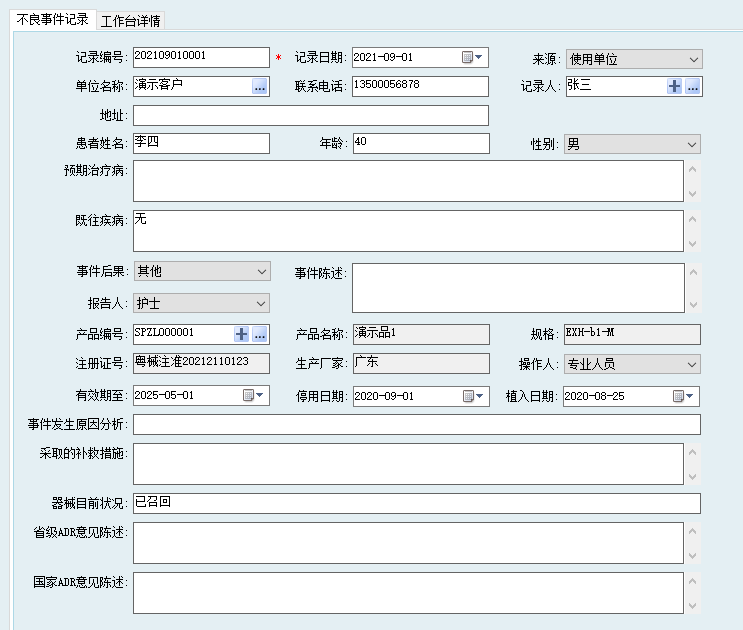 不良事件记录 工作台详情
记录编号: 202109010001 * 记录日期: 2021-09-01 来源: 使用单位
单位名称: 演示客户 ... 联系电话: 13500056878 记录人: 张三 + ...
地址:
患者姓名: 李四 年龄: 40 性别: 男
预期治疗病:
既往疾病: 无
事件后果: 其他 事件陈述:
报告人: 护士
产品编号: SPZL000001 + ... 产品名称: 演示品1 规格: EXH-b1-M
注册证号: 粤械注准20212110123 生产厂家: 广东 操作人: 专业人员
有效期至: 2025-05-01 停用日期: 2020-09-01 植入日期: 2020-08-25
事件发生原因分析:
采取的补救措施:
器械目前状况: 已召回
省级ADR意见陈述:
国家ADR意见陈述: